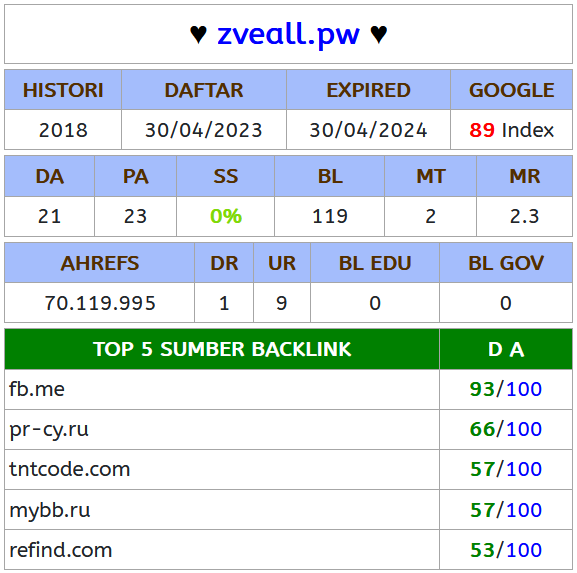 ♥ zveall.pw ♥
HISTORI DAFTAR EXPIRED GOOGLE
2018 30/04/2023 30/04/2024 89 Index
DA PA SS BL MT MR
21 23 0% 119 2 2.3
AHREFS DR UR BL EDU BL GOV
70.119.995 1 9 0 0
TOP 5 SUMBER BACKLINK D A
fb.me 93/100
pr-cy.ru 66/100
tntcode.com 57/100
mybb.ru 57/100
refind.com 53/100